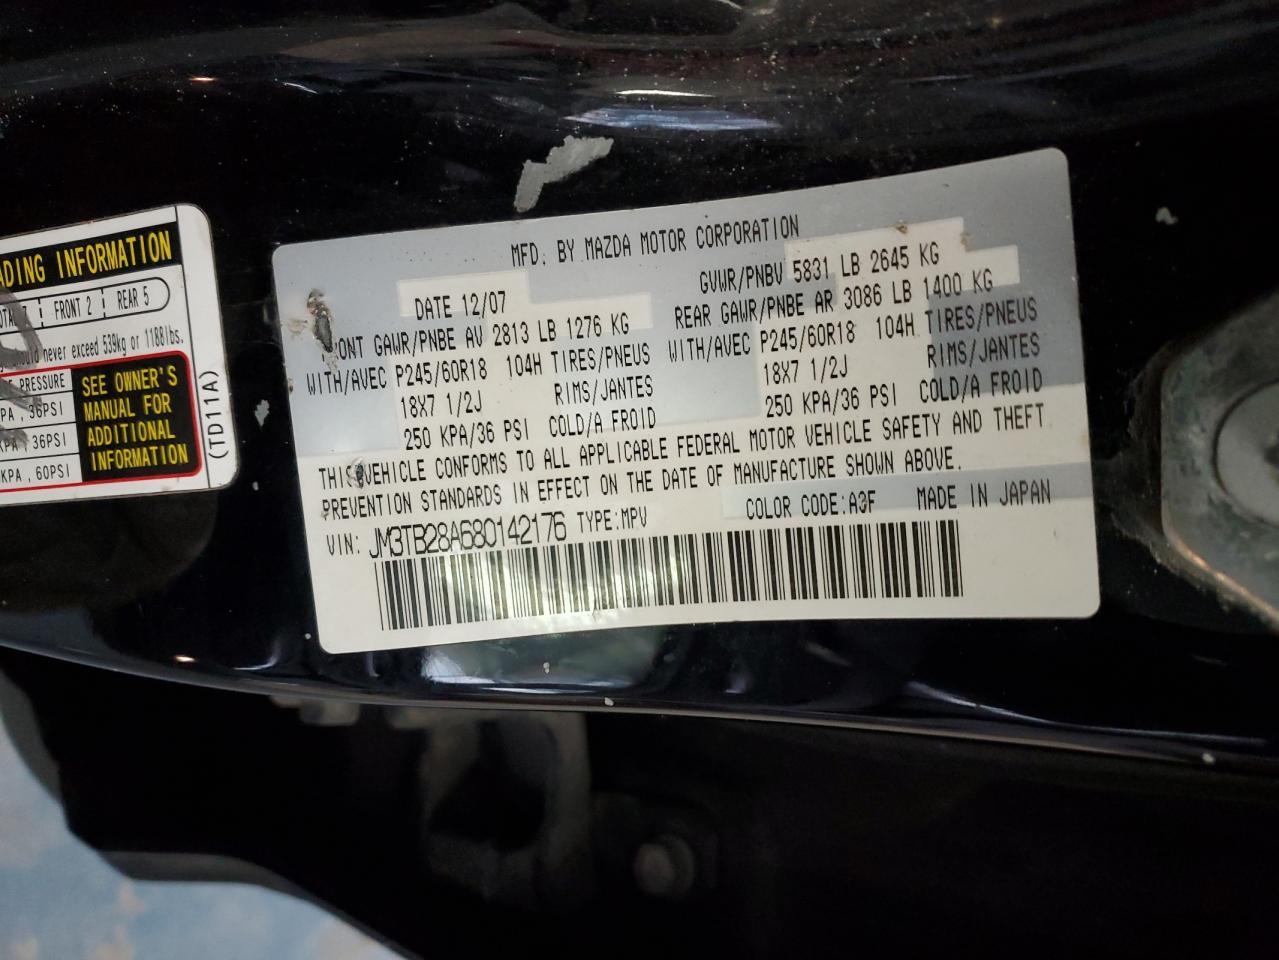 ADING INFORMATION
FRONT 2 REAR 5
never exceed 539kg or 1188lbs.
PRESSURE
KPA, 36PSI
KPA, 36PSI
KPA, 60PSI
SEE OWNER'S
MANUAL FOR
ADDITIONAL
INFORMATION
(TD11A)
MFD. BY MAZDA MOTOR CORPORATION
DATE 12/07
GVWR/PNBV 5831 LB 2645 KG
FRONT GAWR/PNBE AV 2813 LB 1276 KG
REAR GAWR/PNBE AR 3086 LB 1400 KG
WITH/AVEC P245/60R18 104H TIRES/PNEUS
WITH/AVEC P245/60R18 104H TIRES/PNEUS
18X7 1/2J RIMS/JANTES
18X7 1/2J RIMS/JANTES
250 KPA/36 PSI COLD/A FROID
250 KPA/36 PSI COLD/A FROID
THIS VEHICLE CONFORMS TO ALL APPLICABLE FEDERAL MOTOR VEHICLE SAFETY AND THEFT
PREVENTION STANDARDS IN EFFECT ON THE DATE OF MANUFACTURE SHOWN ABOVE.
VIN: JM3TB28A680142176 TYPE:MPV
COLOR CODE:A3F MADE IN JAPAN